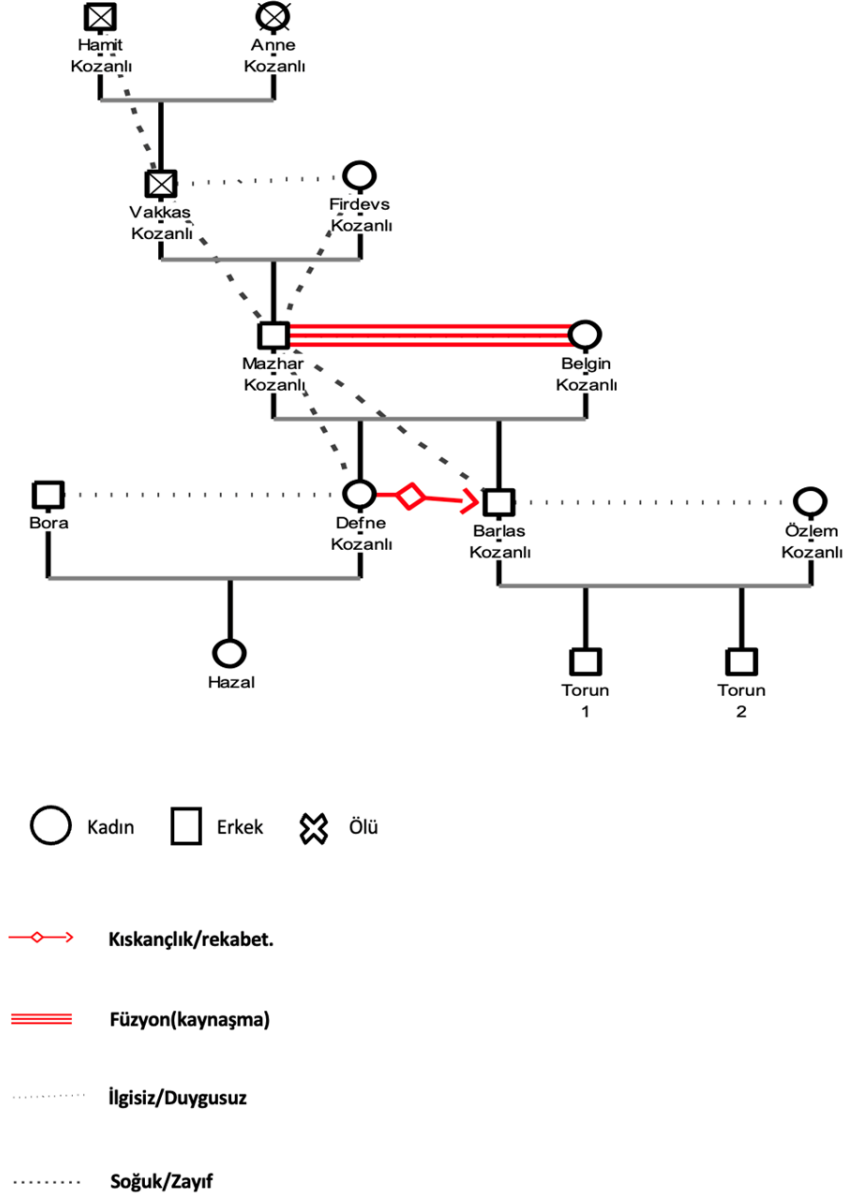 Hamit
Kozanlı
Anne
Kozanlı
Vakkas
Kozanlı
Firdevs
Kozanlı
Mazhar
Kozanlı
Belgin
Kozanlı
Bora
Defne
Kozanlı
Barlas
Kozanlı
Özlem
Kozanlı
Hazal
Torun
1
Torun
2
Kadın
Erkek
Ölü
Kıskançlık/rekabet.
Füzyon(kaynaşma)
İlgisiz/Duygusuz
Soğuk/Zayıf